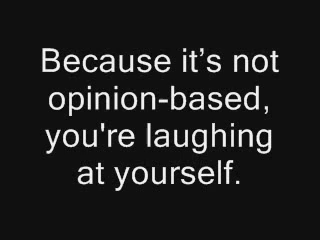 Because it’s not
opinion-based,
you're laughing
at yourself.